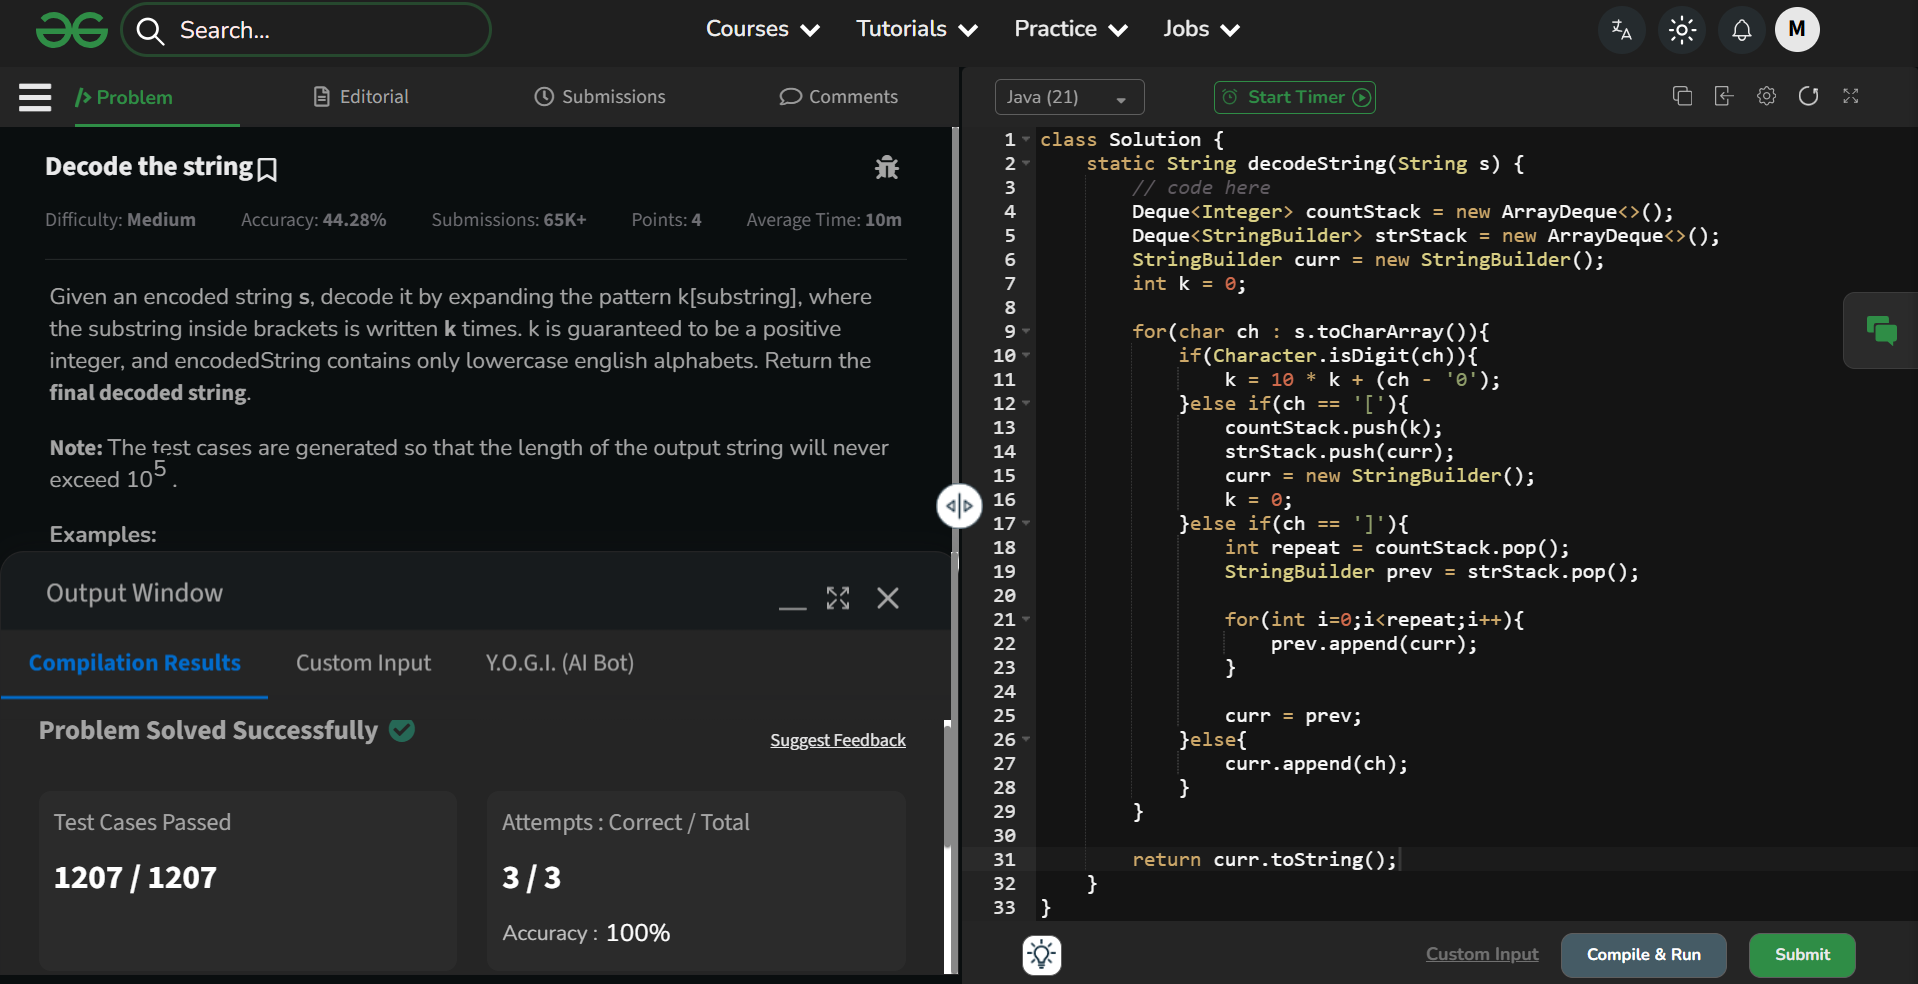 Search...
Courses
Tutorials
Practice
Jobs
M
Problem
Editorial
Submissions
Comments
Java (21)
Start Timer
Decode the string
Difficulty: Medium
Accuracy: 44.28%
Submissions: 65K+
Points: 4
Average Time: 10m
Given an encoded string s, decode it by expanding the pattern k[substring], where
the substring inside brackets is written k times. k is guaranteed to be a positive
integer, and encodedString contains only lowercase english alphabets. Return the
final decoded string.
Note: The test cases are generated so that the length of the output string will never
exceed 10^5 .
Examples:
Output Window
Compilation Results
Custom Input
Y.O.G.I. (AI Bot)
Problem Solved Successfully
Suggest Feedback
Test Cases Passed
1207 / 1207
Attempts : Correct / Total
3 / 3
Accuracy : 100%
1 class Solution {
2     static String decodeString(String s) {
3         // code here
4         Deque<Integer> countStack = new ArrayDeque<>();
5         Deque<StringBuilder> strStack = new ArrayDeque<>();
6         StringBuilder curr = new StringBuilder();
7         int k = 0;
8
9         for(char ch : s.toCharArray()){
10             if(Character.isDigit(ch)){
11                 k = 10 * k + (ch - '0');
12             }else if(ch == '['){
13                 countStack.push(k);
14                 strStack.push(curr);
15                 curr = new StringBuilder();
16                 k = 0;
17             }else if(ch == ']'){
18                 int repeat = countStack.pop();
19                 StringBuilder prev = strStack.pop();
20
21                 for(int i=0;i<repeat;i++){
22                     prev.append(curr);
23                 }
24
25                 curr = prev;
26             }else{
27                 curr.append(ch);
28             }
29         }
30
31         return curr.toString();
32     }
33 }
Custom Input
Compile & Run
Submit